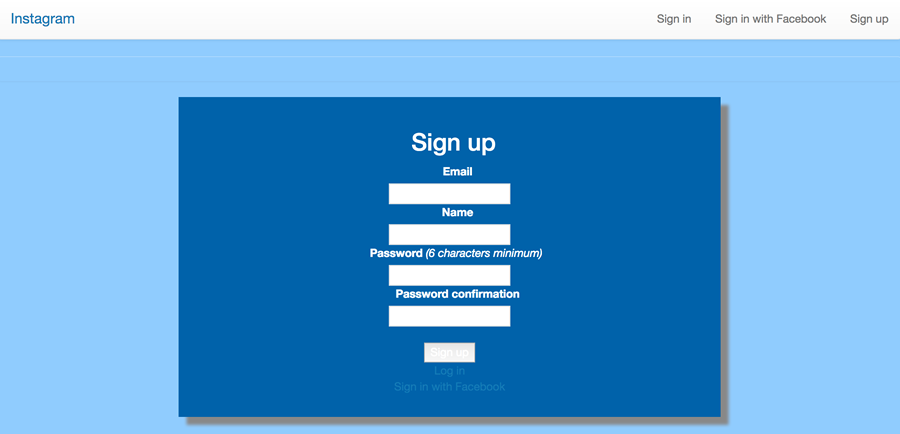 Instagram Sign in Sign in with Facebook Sign up
Sign up
Email
Name
Password (6 characters minimum)
Password confirmation
Sign up
Log in
Sign in with Facebook